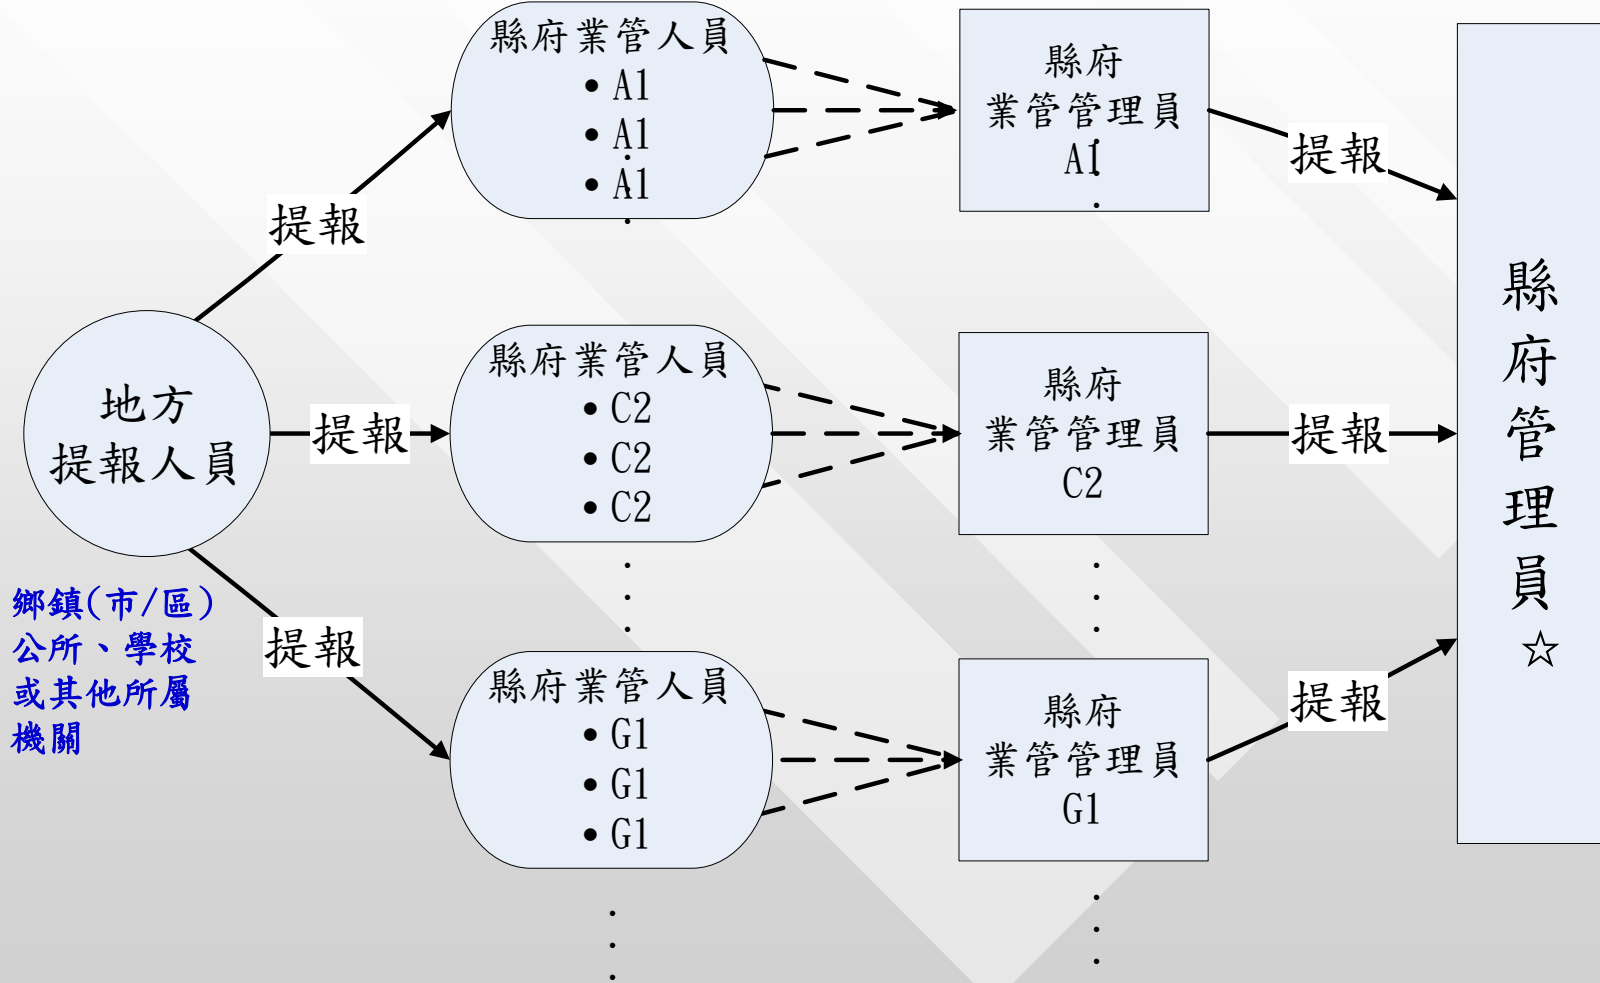 縣府業管人員
• A1
• A1
• A1
縣府
業管管理員
A1
提報
提報
地方
提報人員
提報
縣府業管人員
• C2
• C2
• C2
縣府
業管管理員
C2
提報
縣府管理員☆
鄉鎮(市/區)
公所、學校
或其他所屬
機關
提報
縣府業管人員
• G1
• G1
• G1
縣府
業管管理員
G1
提報